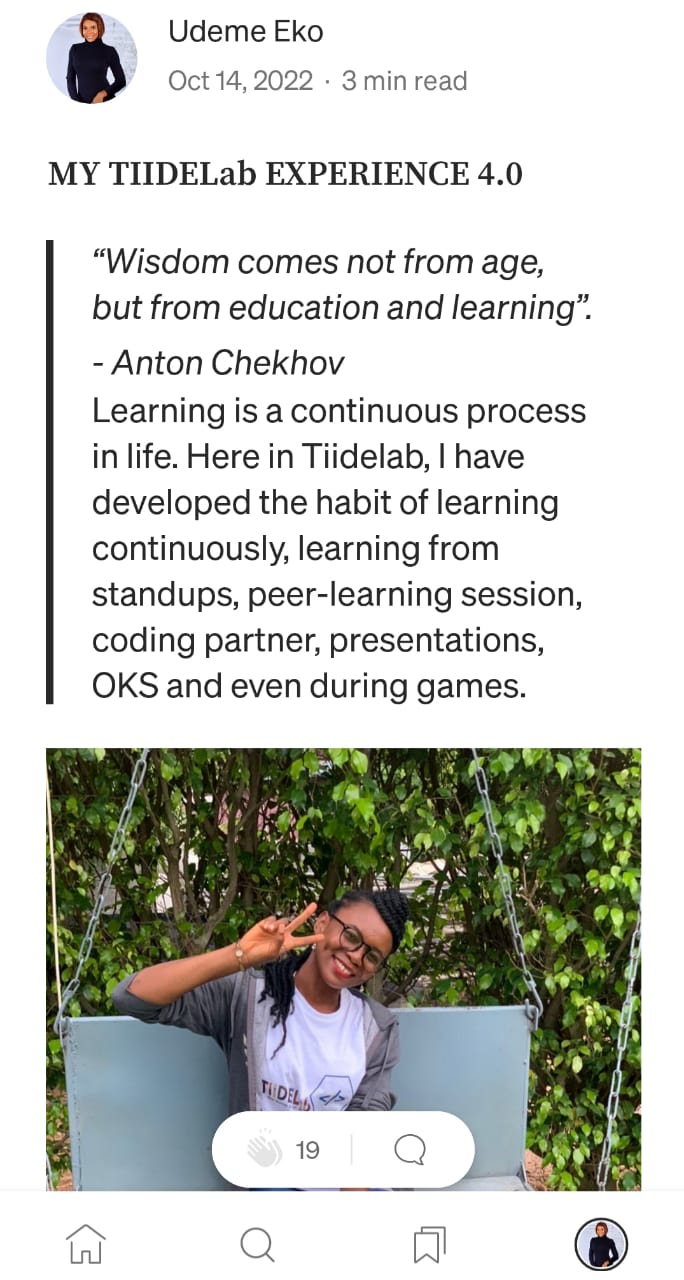 Udeme Eko
Oct 14, 2022 · 3 min read
MY TIIDELab EXPERIENCE 4.0
“Wisdom comes not from age,
but from education and learning”.
- Anton Chekhov
Learning is a continuous process
in life. Here in Tiidelab, I have
developed the habit of learning
continuously, learning from
standups, peer-learning session,
coding partner, presentations,
OKS and even during games.
</>
19